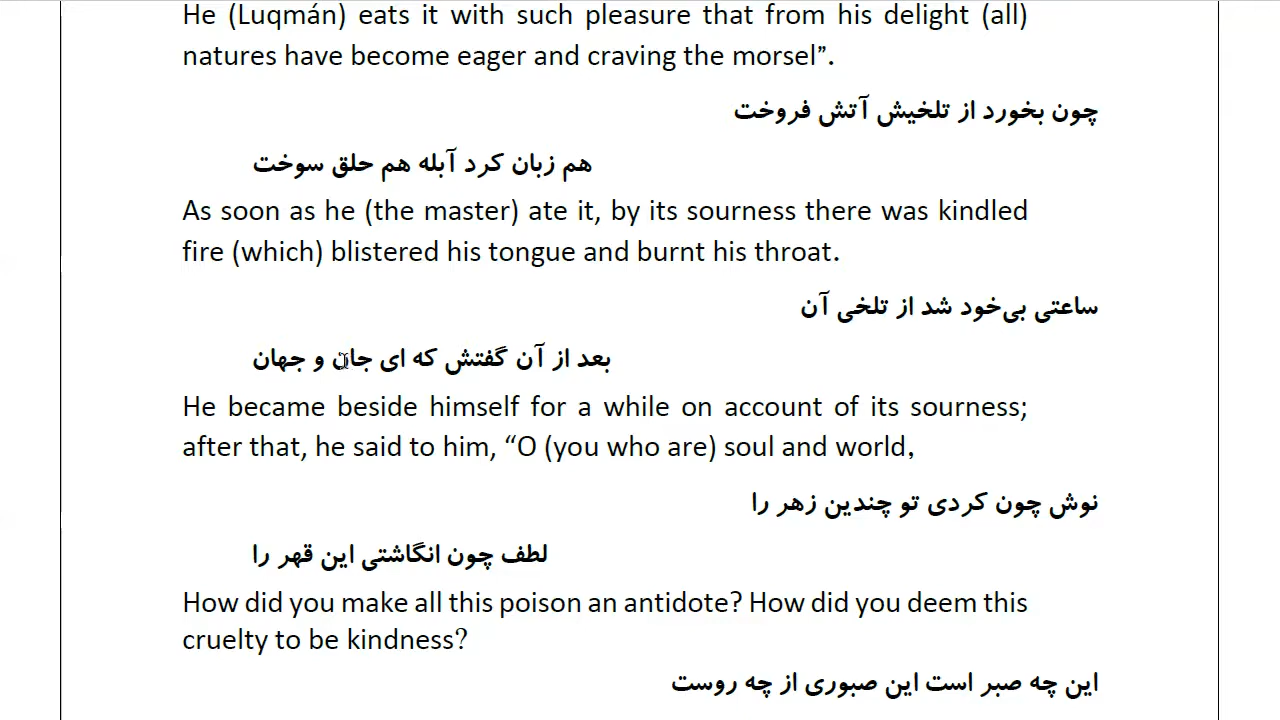 He (Luqmán) eats it with such pleasure that from his delight (all)
natures have become eager and craving the morsel”.
چون بخورد از تلخیش آتش فروخت
هم زبان کرد آبله هم حلق سوخت
As soon as he (the master) ate it, by its sourness there was kindled
fire (which) blistered his tongue and burnt his throat.
ساعتی بی‌خود شد از تلخی آن
بعد از آن گفتش که ای جان و جهان
He became beside himself for a while on account of its sourness;
after that, he said to him, “O (you who are) soul and world,
نوش چون کردی تو چندین زهر را
لطف چون انگاشتی این قهر را
How did you make all this poison an antidote? How did you deem this
cruelty to be kindness?
این چه صبر است این صبوری از چه روست